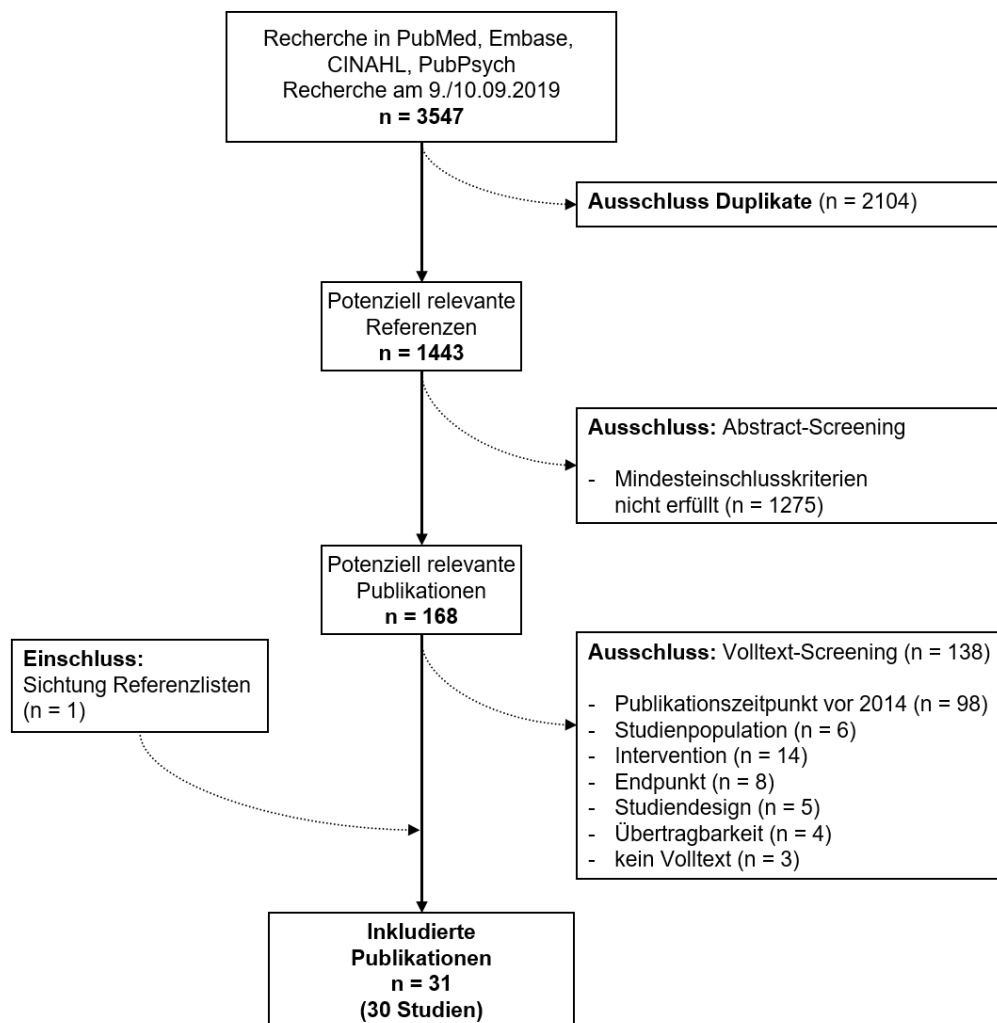 Recherche in PubMed, Embase,
CINAHL, PubPsych
Recherche am 9./10.09.2019
n = 3547
Ausschluss Duplikate (n = 2104)
Potenziell relevante
Referenzen
n = 1443
Ausschluss: Abstract-Screening
- Mindesteinschlusskriterien
nicht erfüllt (n = 1275)
Potenziell relevante
Publikationen
n = 168
Einschluss:
Sichtung Referenzlisten
(n = 1)
Ausschluss: Volltext-Screening (n = 138)
- Publikationszeitpunkt vor 2014 (n = 98)
- Studienpopulation (n = 6)
- Intervention (n = 14)
- Endpunkt (n = 8)
- Studiendesign (n = 5)
- Übertragbarkeit (n = 4)
- kein Volltext (n = 3)
Inkludierte
Publikationen
n = 31
(30 Studien)